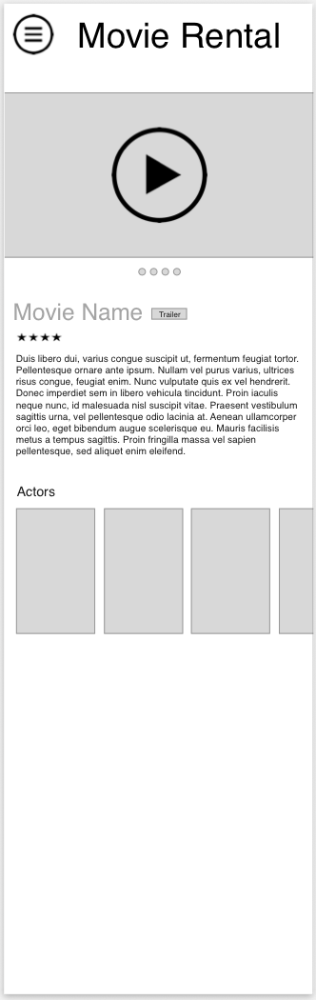 Movie Rental
Movie Name
Trailer
Duis libero dui, varius congue suscipit ut, fermentum feugiat tortor.
Pellentesque ornare ante ipsum. Nullam vel purus varius, ultrices
risus congue, feugiat enim. Nunc vulputate quis ex vel hendrerit.
Donec imperdiet sem in libero vehicula tincidunt. Proin iaculis
neque nunc, id malesuada nisl suscipit vitae. Praesent vestibulum
sagittis urna, vel pellentesque odio lacinia at. Aenean ullamcorper
orci leo, eget bibendum augue scelerisque eu. Mauris facilisis
metus a tempus sagittis. Proin fringilla massa vel sapien
pellentesque, sed aliquet enim eleifend.
Actors